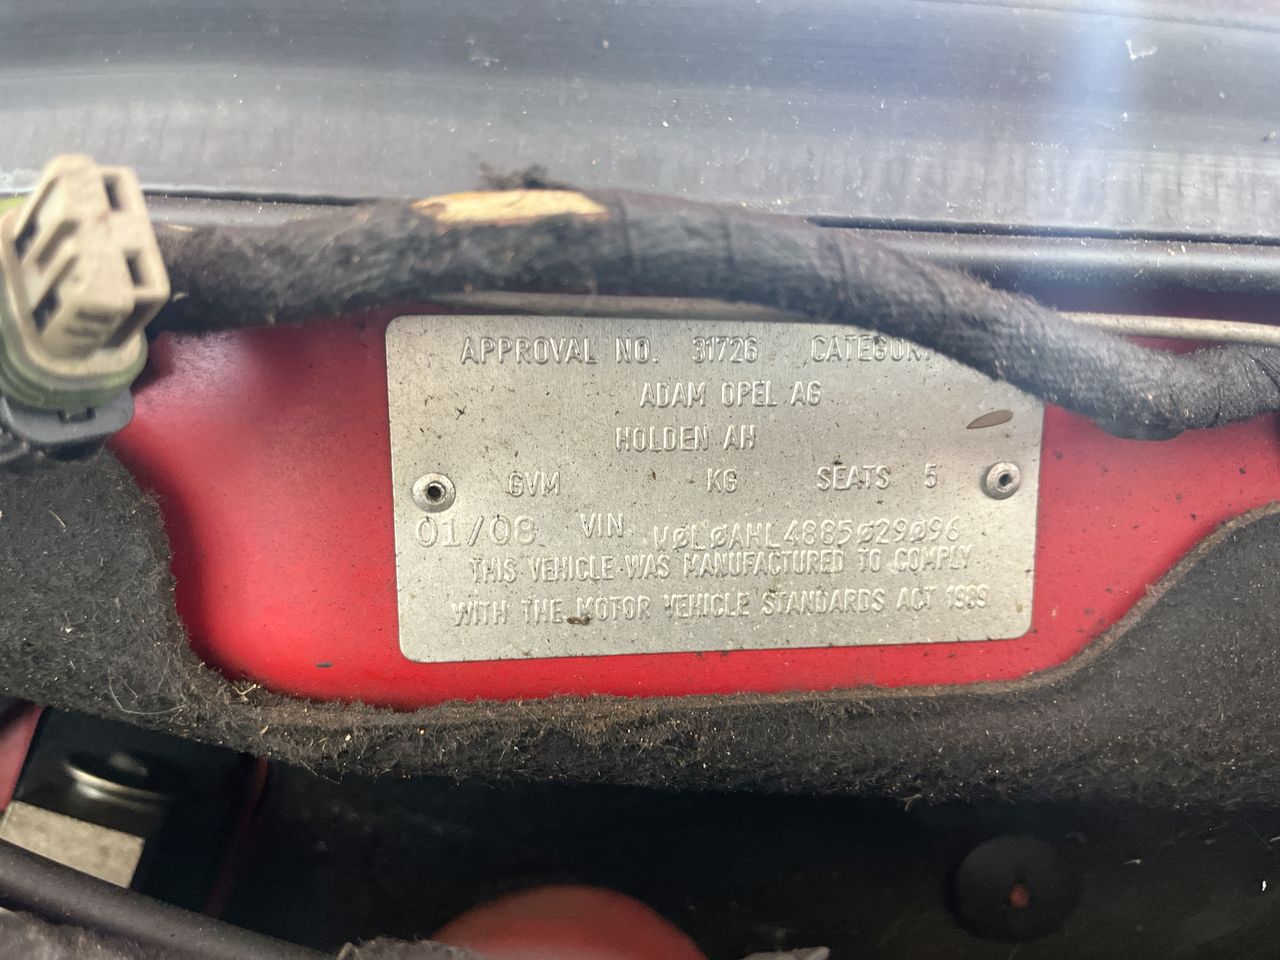 APPROVAL NO. 31726 CATEGOR
ADAM OPEL AG
HOLDEN AH
GVM KG SEATS 5
01/08 VIN WØLØAHL4885Ø29Ø96
THIS VEHICLE WAS MANUFACTURED TO COMPLY
WITH THE MOTOR VEHICLE STANDARDS ACT 1989